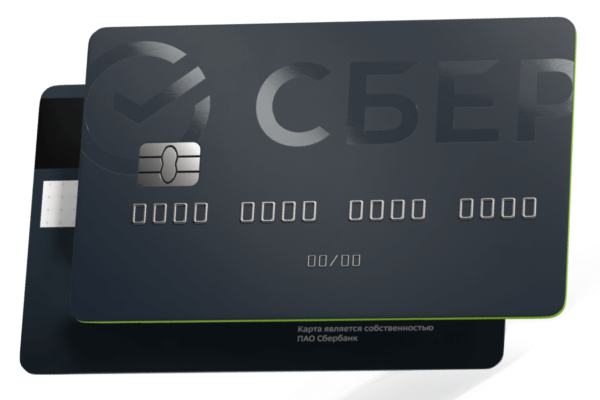 СБЕР
0000 0000 0000 0000
00/00
Карта является собственностью
ПАО Сбербанк